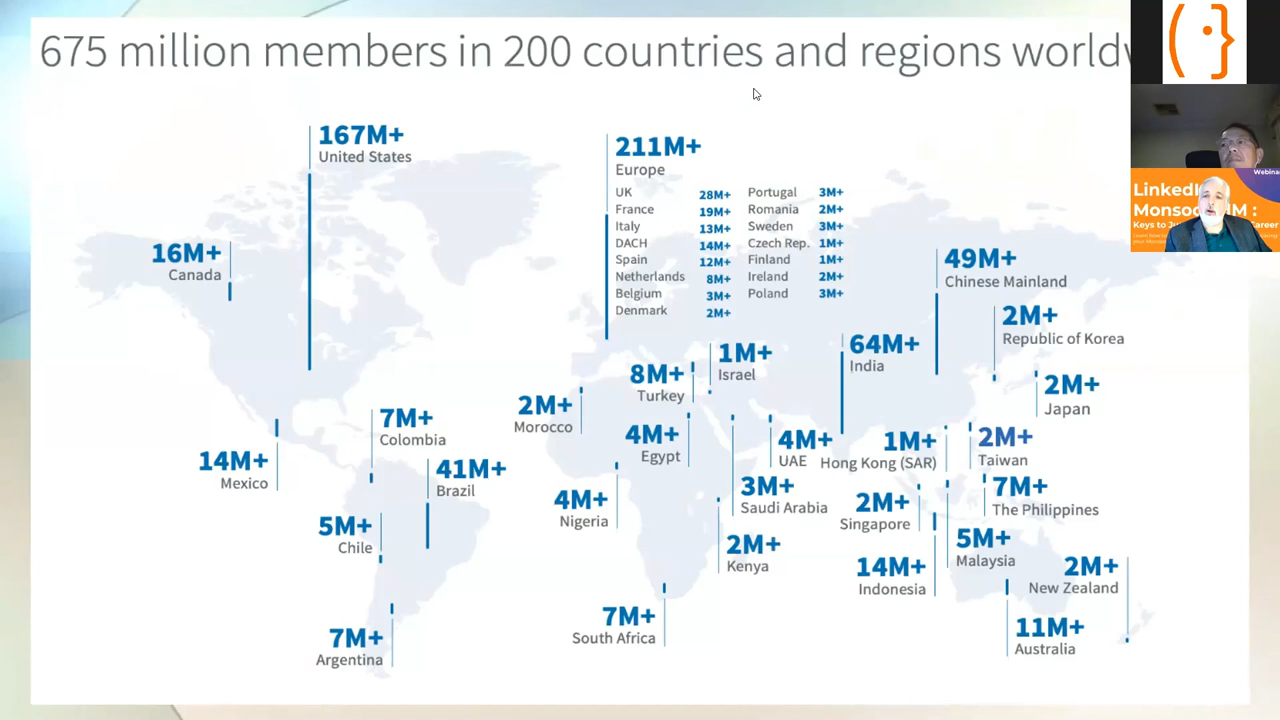 675 million members in 200 countries and regions
167M+
United States
211M+
Europe
UK 28M+ Portugal 3M+
France 19M+ Romania 2M+
Italy 13M+ Sweden 3M+
DACH 14M+ Czech Rep. 1M+
Spain 12M+ Finland 1M+
Netherlands 8M+ Ireland 2M+
Belgium 3M+ Poland 3M+
Denmark 2M+
16M+
Canada
49M+
Chinese Mainland
2M+
Republic of Korea
64M+
India
1M+
Israel
8M+
Turkey
2M+
Japan
2M+
Morocco
7M+
Colombia
4M+
Egypt
4M+
UAE
1M+
Hong Kong (SAR)
2M+
Taiwan
14M+
Mexico
41M+
Brazil
4M+
Nigeria
3M+
Saudi Arabia
2M+
Singapore
7M+
The Philippines
5M+
Chile
2M+
Kenya
5M+
Malaysia
14M+
Indonesia
2M+
New Zealand
7M+
South Africa
11M+
Australia
7M+
Argentina
( · }
Webina
Keys to